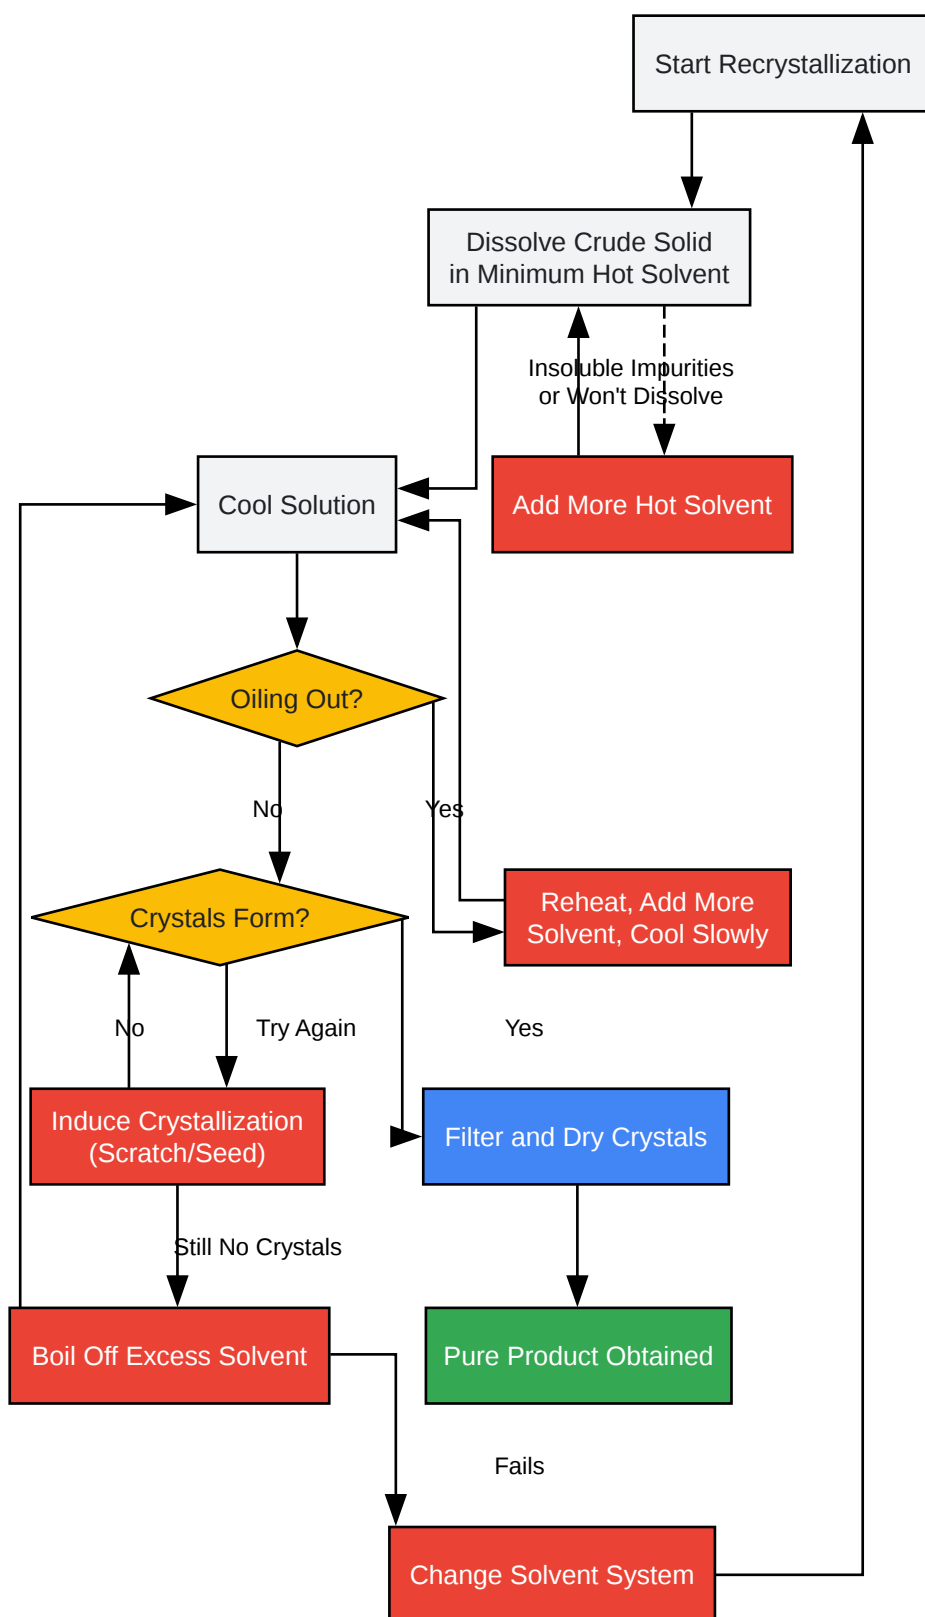 Start Recrystallization
Dissolve Crude Solid
in Minimum Hot Solvent
Insoluble Impurities
or Won't Dissolve
Cool Solution
Add More Hot Solvent
Oiling Out?
No
Yes
Crystals Form?
Reheat, Add More
Solvent, Cool Slowly
No
Try Again
Yes
Induce Crystallization
(Scratch/Seed)
Filter and Dry Crystals
Still No Crystals
Boil Off Excess Solvent
Pure Product Obtained
Fails
Change Solvent System